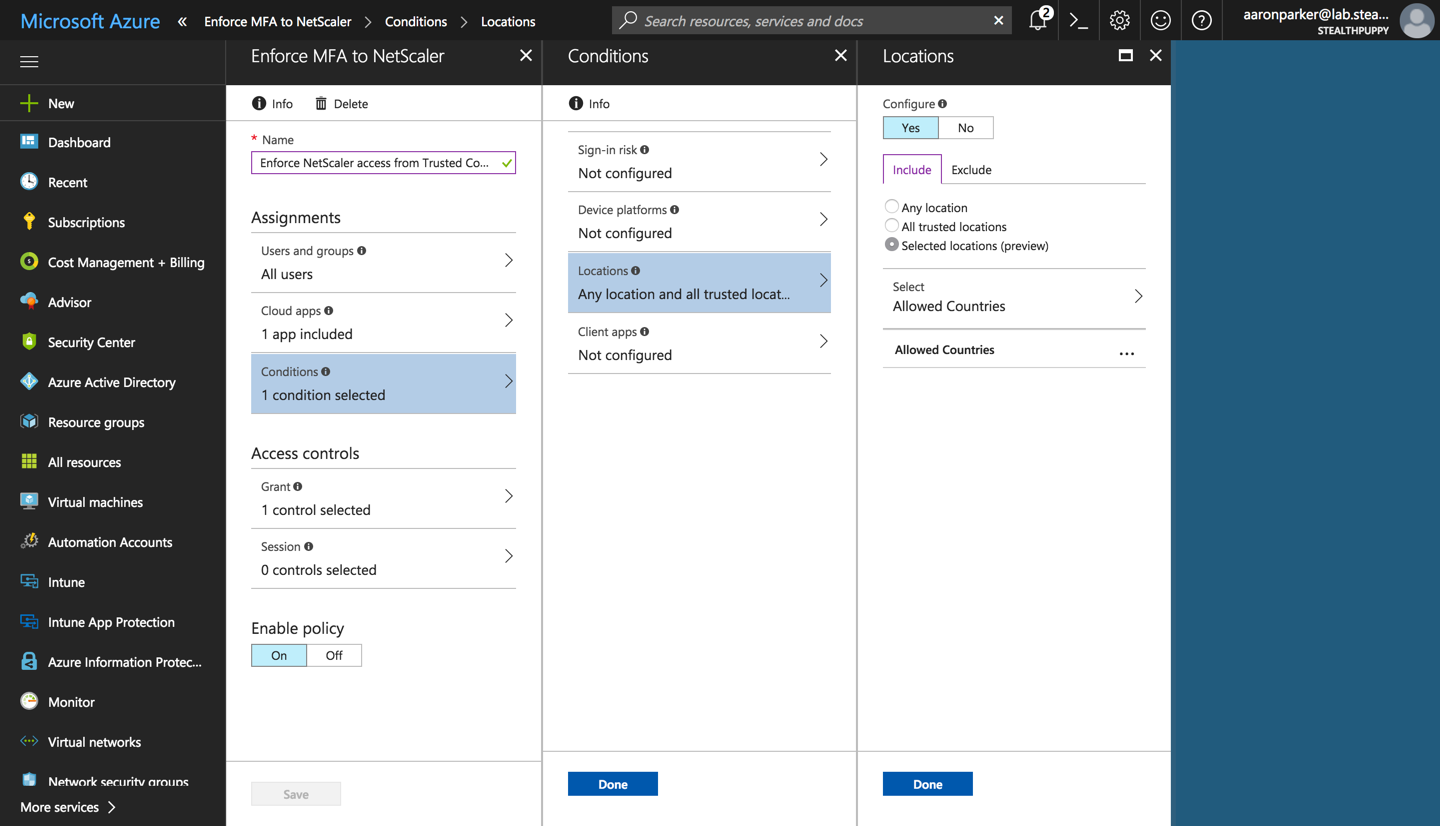 Microsoft Azure « Enforce MFA to NetScaler > Conditions > Locations
Search resources, services and docs
2
aaronparker@lab.stea...
STEALTHPUPPY
New
Dashboard
Recent
Subscriptions
Cost Management + Billing
Advisor
Security Center
Azure Active Directory
Resource groups
All resources
Virtual machines
Automation Accounts
Intune
Intune App Protection
Azure Information Protec...
Monitor
Virtual networks
Network security groups
More services >
Enforce MFA to NetScaler
Info Delete
* Name
Enforce NetScaler access from Trusted Co...
Assignments
Users and groups
All users
Cloud apps
1 app included
Conditions
1 condition selected
Access controls
Grant
1 control selected
Session
0 controls selected
Enable policy
On Off
Save
Conditions
Info
Sign-in risk
Not configured
Device platforms
Not configured
Locations
Any location and all trusted locat...
Client apps
Not configured
Done
Locations
Configure
Yes No
Include Exclude
Any location
All trusted locations
Selected locations (preview)
Select
Allowed Countries
Allowed Countries ...
Done